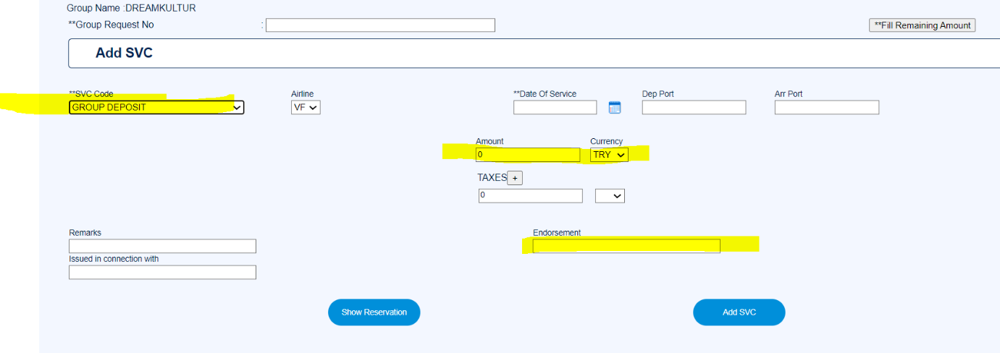 Group Name :DREAMKULTUR
**Group Request No :
**Fill Remaining Amount
Add SVC
**SVC Code Airline **Date Of Service Dep Port Arr Port
GROUP DEPOSIT VF
Amount Currency
0 TRY
TAXES +
0
Remarks Endorsement
Issued in connection with
Show Reservation Add SVC